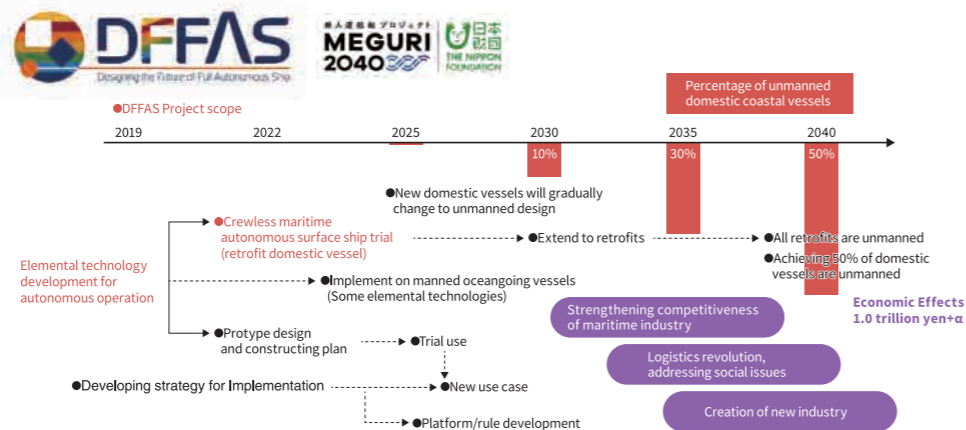 DFFAS
Designing the Future of Full Autonomous Ship
無人運航船プロジェクト
MEGURI
2040
日本
財団
THE NIPPON
FOUNDATION
Percentage of unmanned
domestic coastal vessels
●DFFAS Project scope
2019 2022 2025 2030 2035 2040
10% 30% 50%
●New domestic vessels will gradually
change to unmanned design
●Crewless maritime
autonomous surface ship trial
(retrofit domestic vessel)
●Extend to retrofits
●All retrofits are unmanned
●Achieving 50% of domestic
vessels are unmanned
Elemental technology
development for
autonomous operation
●Implement on manned oceangoing vessels
(Some elemental technologies)
Economic Effects
1.0 trillion yen+α
Strengthening competitiveness
of maritime industry
●Protype design
and constructing plan
●Trial use
Logistics revolution,
addressing social issues
●Developing strategy for Implementation
●New use case
Creation of new industry
●Platform/rule development